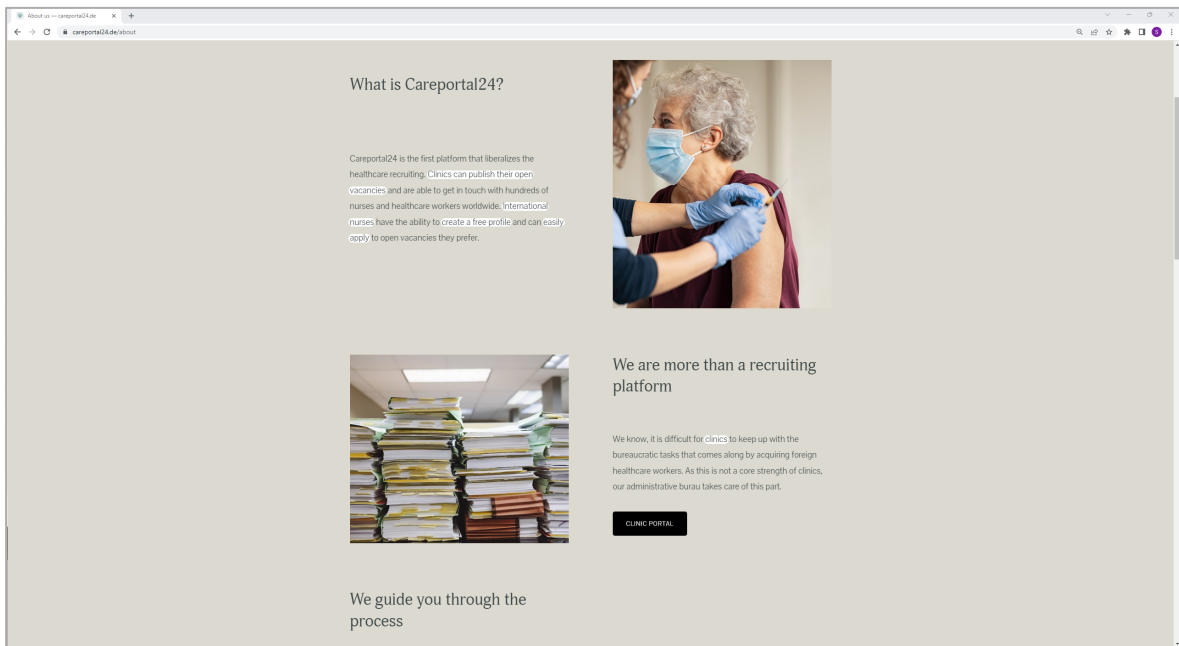 About us — careportal24.de
careportal24.de/about
S
What is Careportal24?
Careportal24 is the first platform that liberalizes the
healthcare recruiting. Clinics can publish their open
vacancies and are able to get in touch with hundreds of
nurses and healthcare workers worldwide. International
nurses have the ability to create a free profile and can easily
apply to open vacancies they prefer.
We are more than a recruiting
platform
We know, it is difficult for clinics to keep up with the
bureaucratic tasks that comes along by acquiring foreign
healthcare workers. As this is not a core strength of clinics,
our administrative burau takes care of this part.
CLINIC PORTAL
We guide you through the
process